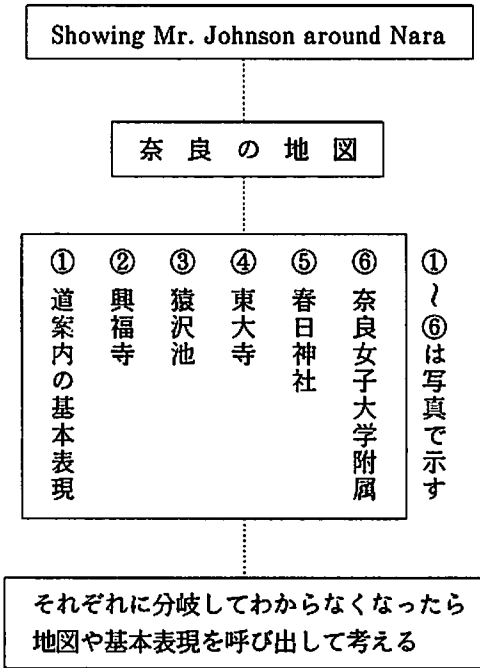 Showing Mr. Johnson around Nara
奈良の地図
① 道案内の基本表現
② 興福寺
③ 猿沢池
④ 東大寺
⑤ 春日神社
⑥ 奈良女子大学附属
①～⑥は写真で示す
それぞれに分岐してわからなくなったら
地図や基本表現を呼び出して考える